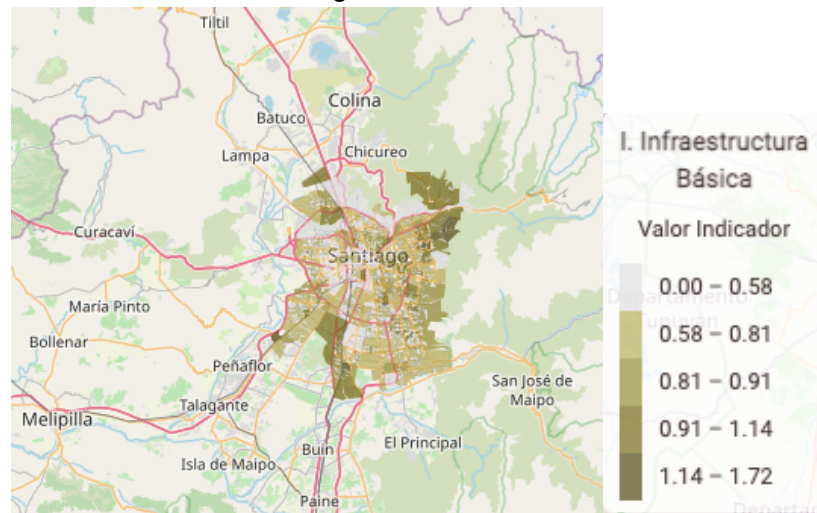 Tiltil
Colina
Batuco
Lampa
Chicureo
Curacaví
Santiago
María Pinto
Bollenar
Peñaflor
Talagante
San José de
Maipo
Melipilla
Buin
El Principal
Isla de Maipo
Paine
I. Infraestructura
Básica
Valor Indicador
0.00 – 0.58
Departamento
Tupuyán
0.58 – 0.81
0.81 – 0.91
0.91 – 1.14
1.14 – 1.72